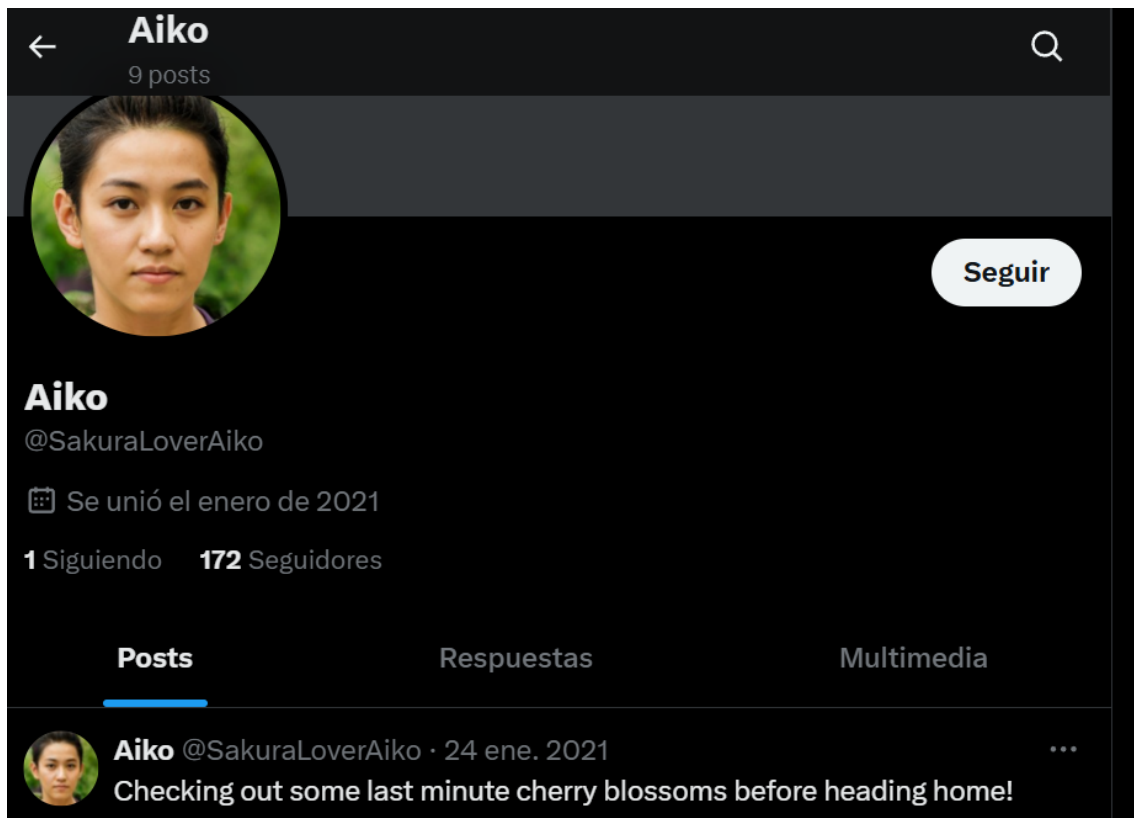 Aiko
9 posts
Seguir
Aiko
@SakuraLoverAiko
Se unió el enero de 2021
1 Siguiendo 172 Seguidores
Posts Respuestas Multimedia
Aiko @SakuraLoverAiko · 24 ene. 2021
Checking out some last minute cherry blossoms before heading home!